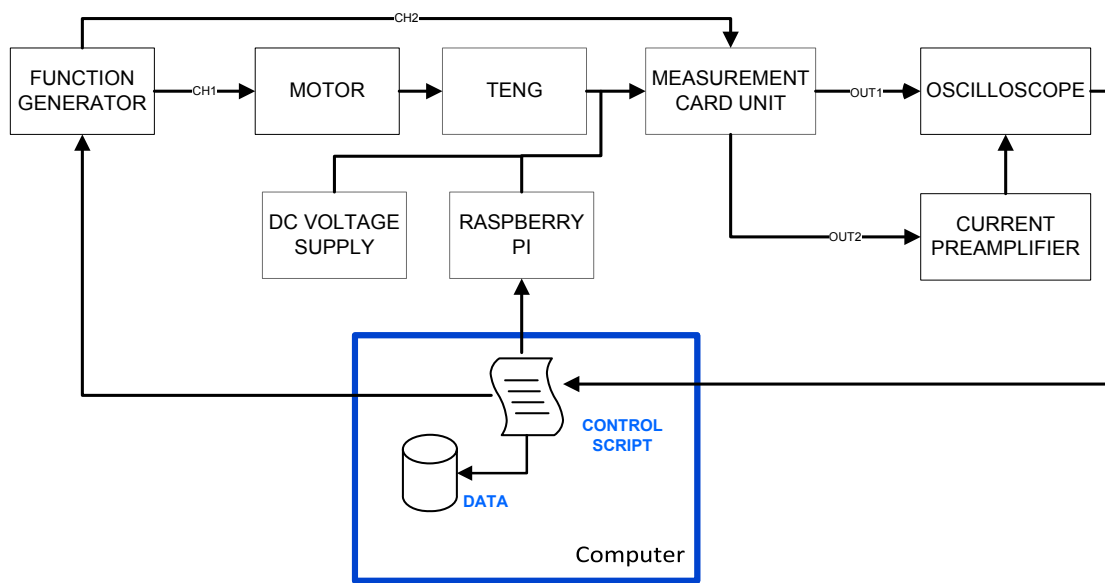 CH2
FUNCTION
GENERATOR
CH1
MOTOR
TENG
MEASUREMENT
CARD UNIT
OUT1
OSCILLOSCOPE
DC VOLTAGE
SUPPLY
RASPBERRY
PI
OUT2
CURRENT
PREAMPLIFIER
CONTROL
SCRIPT
DATA
Computer